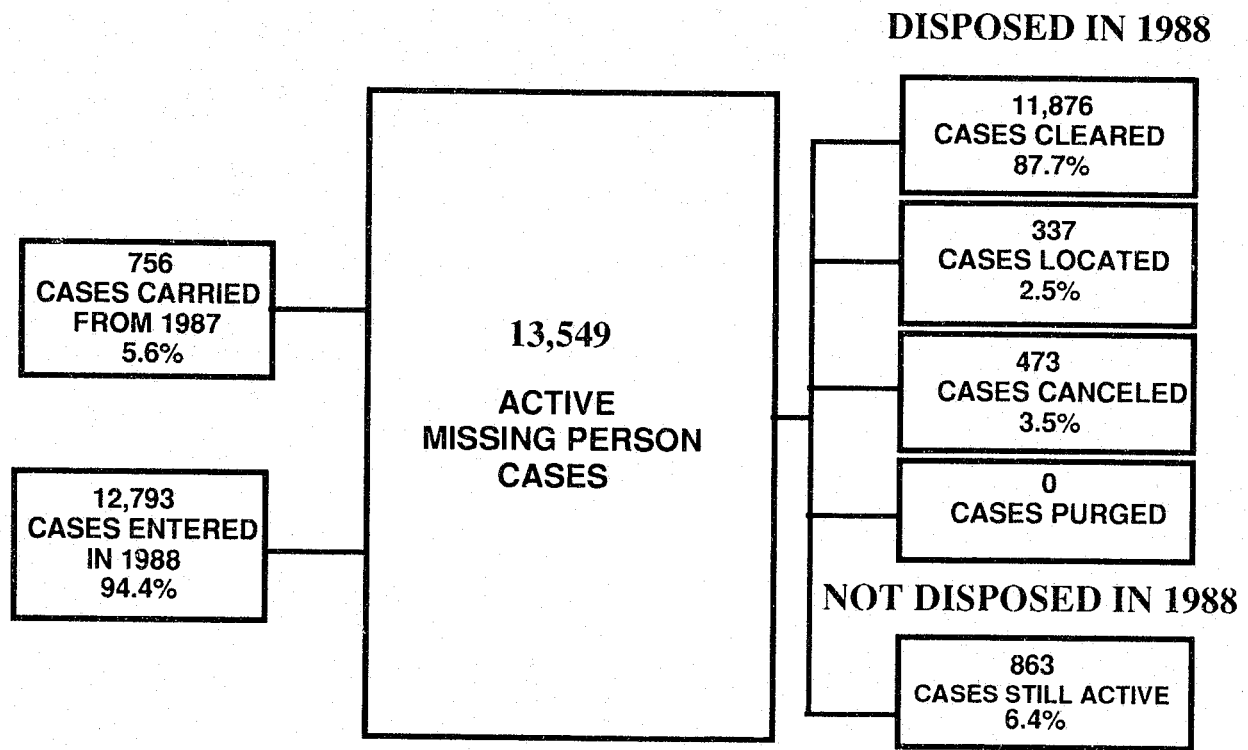 DISPOSED IN 1988
11,876
CASES CLEARED
87.7%
337
CASES LOCATED
2.5%
756
CASES CARRIED
FROM 1987
5.6%
13,549
ACTIVE
MISSING PERSON
CASES
473
CASES CANCELED
3.5%
12,793
CASES ENTERED
IN 1988
94.4%
0
CASES PURGED
NOT DISPOSED IN 1988
863
CASES STILL ACTIVE
6.4%